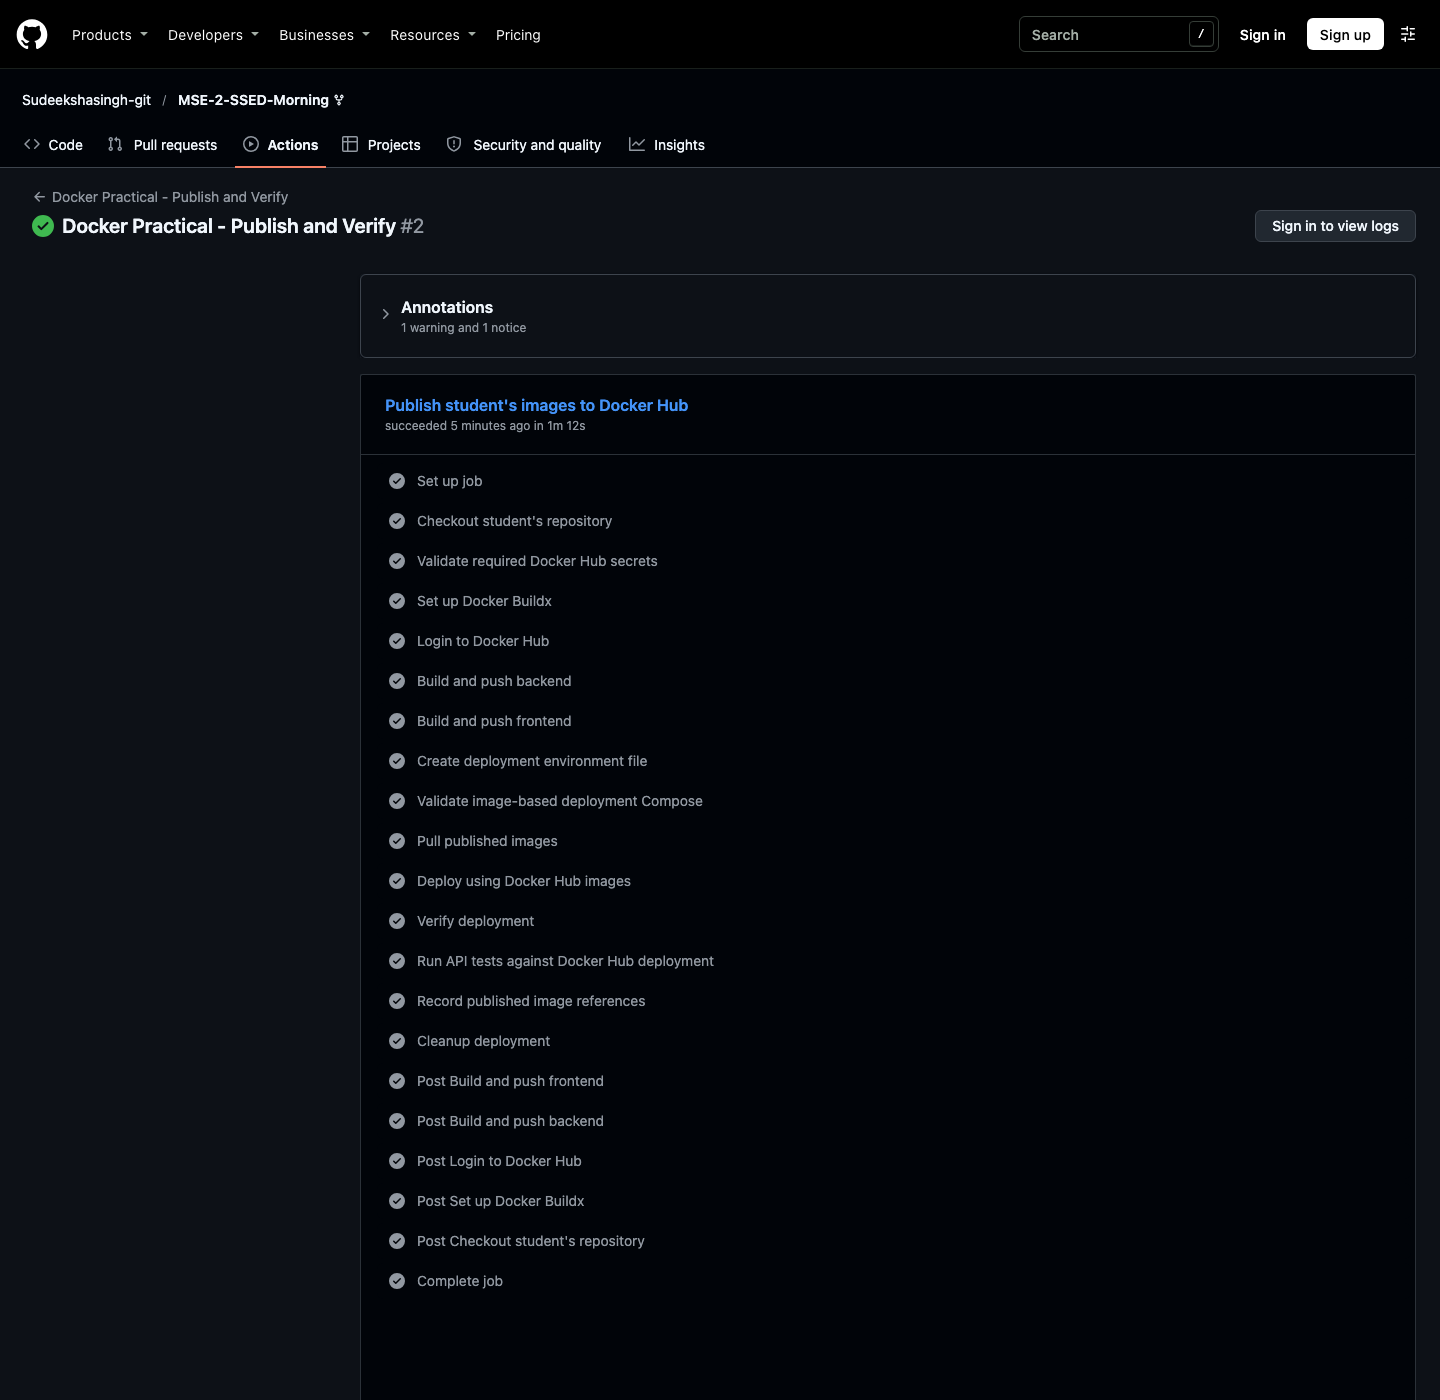 Products Developers Businesses Resources Pricing Search / Sign in Sign up
Sudeekshasingh-git / MSE-2-SSED-Morning
Code Pull requests Actions Projects Security and quality Insights
Docker Practical - Publish and Verify
Docker Practical - Publish and Verify #2 Sign in to view logs
Annotations
1 warning and 1 notice
Publish student's images to Docker Hub
succeeded 5 minutes ago in 1m 12s
Set up job
Checkout student's repository
Validate required Docker Hub secrets
Set up Docker Buildx
Login to Docker Hub
Build and push backend
Build and push frontend
Create deployment environment file
Validate image-based deployment Compose
Pull published images
Deploy using Docker Hub images
Verify deployment
Run API tests against Docker Hub deployment
Record published image references
Cleanup deployment
Post Build and push frontend
Post Build and push backend
Post Login to Docker Hub
Post Set up Docker Buildx
Post Checkout student's repository
Complete job